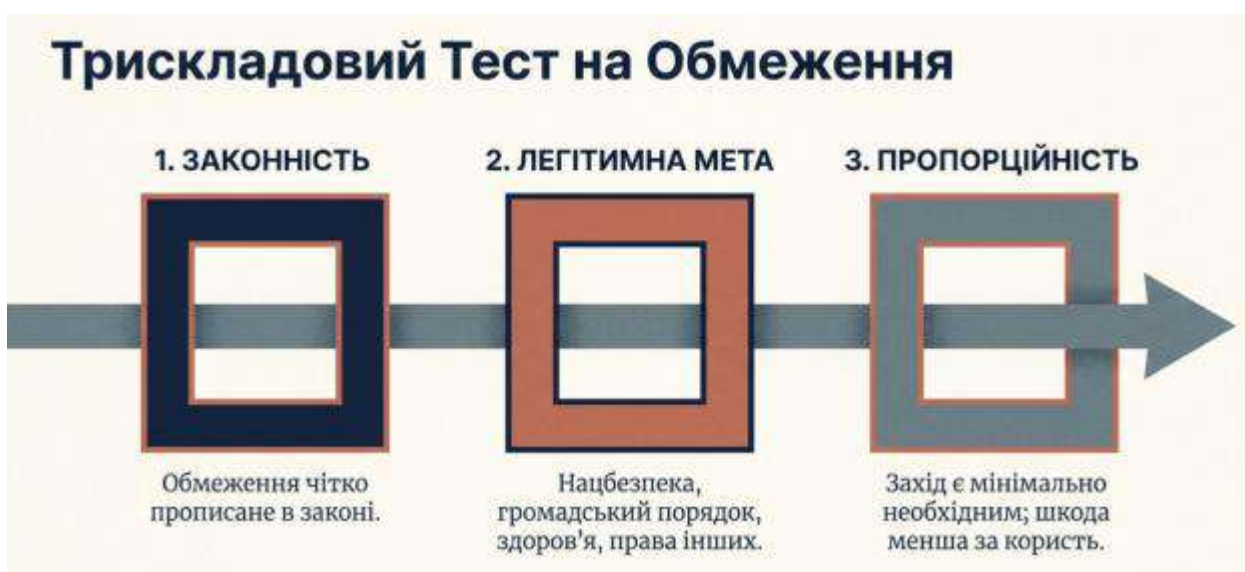 Трискладовий Тест на Обмеження
1. ЗАКОННІСТЬ
Обмеження чітко
прописане в законі.
2. ЛЕГІТИМНА МЕТА
Нацбезпека,
громадський порядок,
здоров'я, права інших.
3. ПРОПОРЦІЙНІСТЬ
Захід є мінімально
необхідним; шкода
менша за користь.